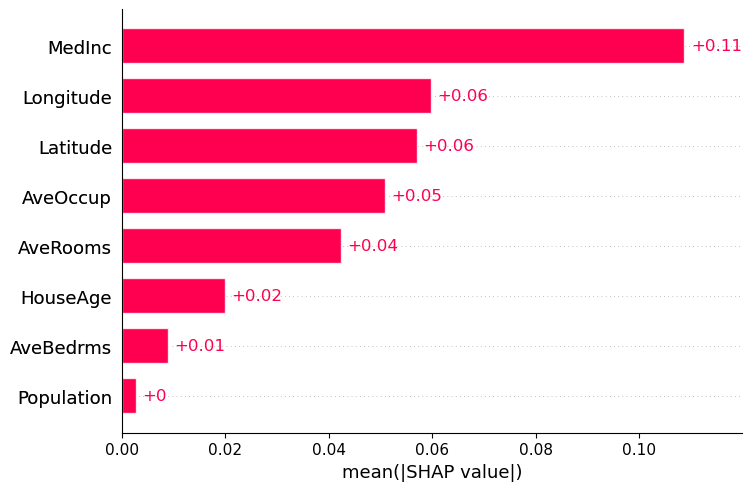 MedInc +0.11
Longitude +0.06
Latitude +0.06
AveOccup +0.05
AveRooms +0.04
HouseAge +0.02
AveBedrms +0.01
Population +0
0.00 0.02 0.04 0.06 0.08 0.10
mean(|SHAP value|)